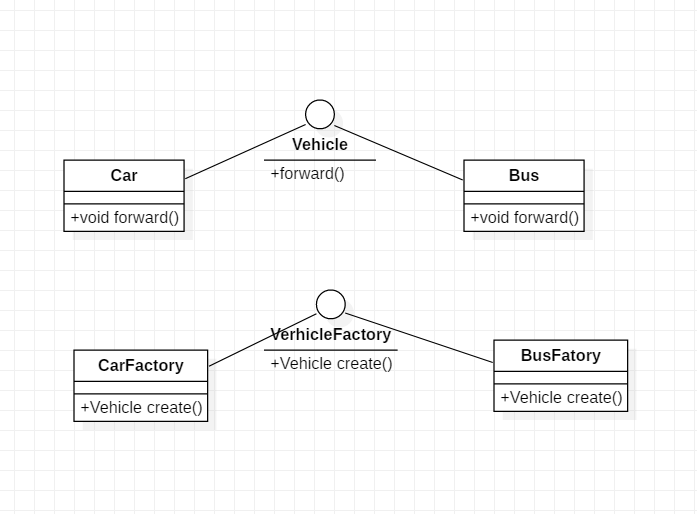 Vehicle
+forward()
Car
+void forward()
Bus
+void forward()
VerhicleFactory
+Vehicle create()
CarFactory
+Vehicle create()
BusFatory
+Vehicle create()